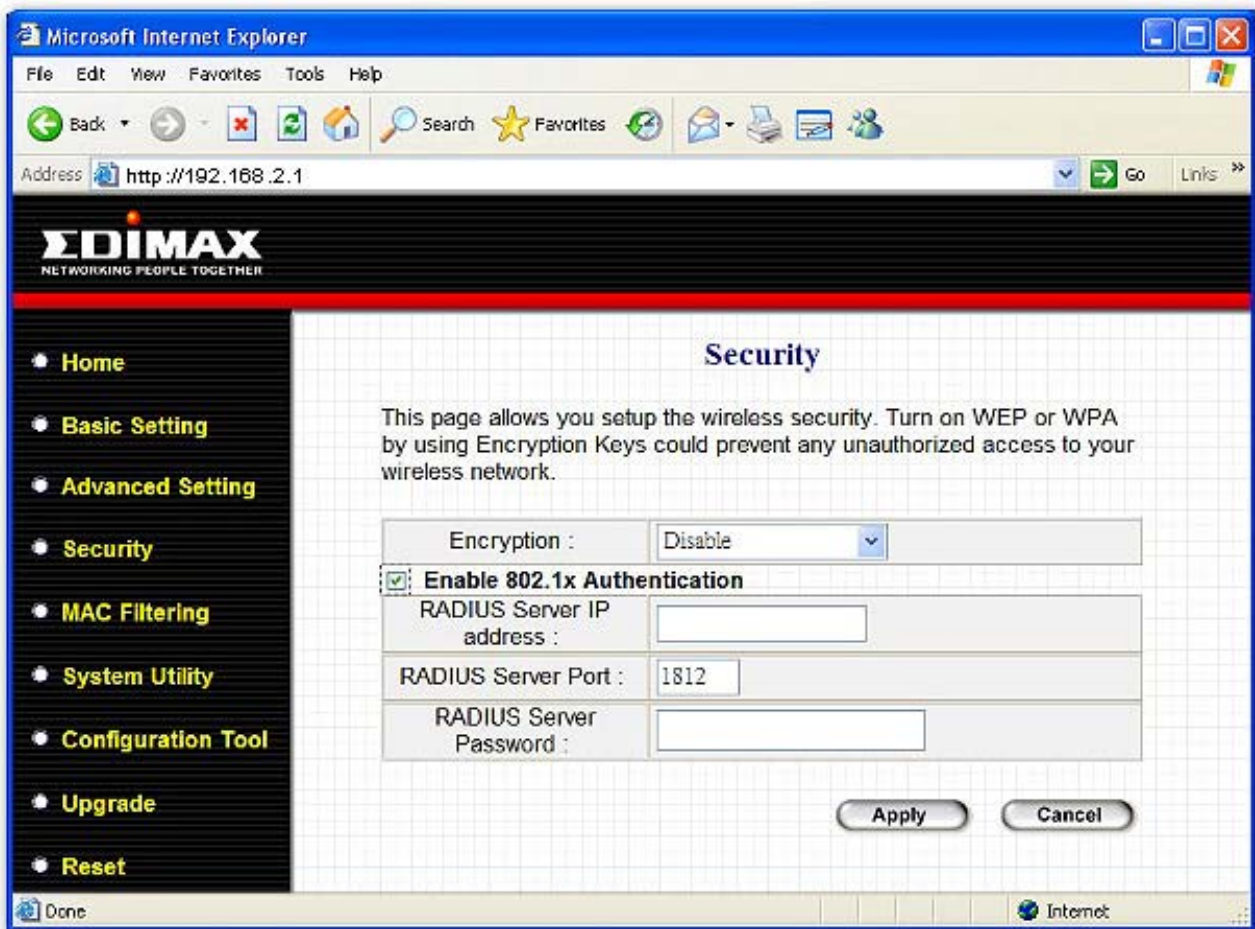 Microsoft Internet Explorer
File Edit View Favorites Tools Help
Back Search Favorites
Address http://192.168.2.1 Go Links »
EDIMAX
NETWORKING PEOPLE TOGETHER
Home
Basic Setting
Advanced Setting
Security
MAC Filtering
System Utility
Configuration Tool
Upgrade
Reset
Security
This page allows you setup the wireless security. Turn on WEP or WPA
by using Encryption Keys could prevent any unauthorized access to your
wireless network.
Encryption : Disable
Enable 802.1x Authentication
RADIUS Server IP
address :
RADIUS Server Port : 1812
RADIUS Server
Password :
Apply Cancel
Done Internet